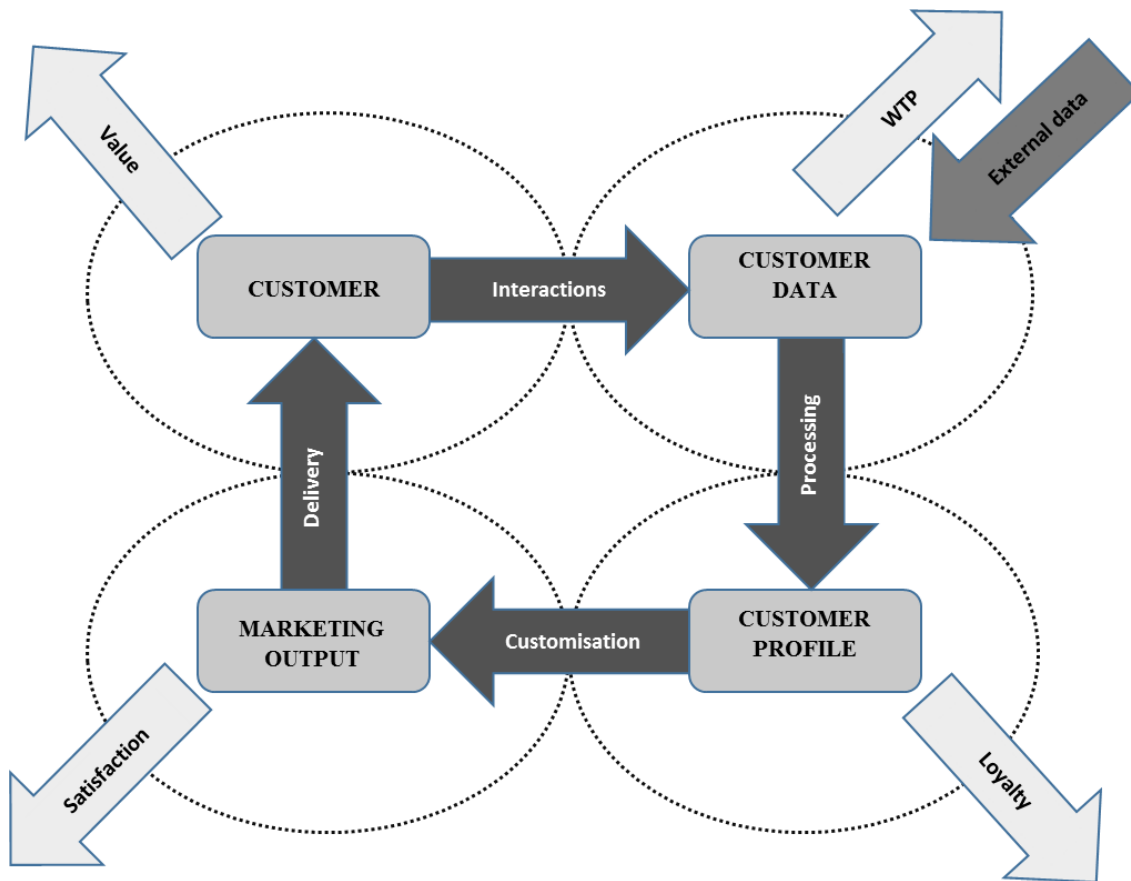 Value
WTP
External data
CUSTOMER
Interactions
CUSTOMER
DATA
Delivery
Processing
MARKETING
OUTPUT
Customisation
CUSTOMER
PROFILE
Satisfaction
Loyalty